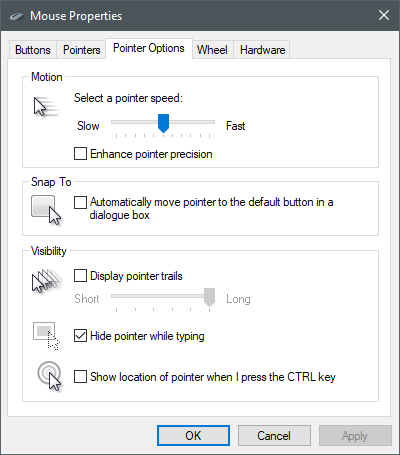 Mouse Properties
Buttons Pointers Pointer Options Wheel Hardware
Motion
Select a pointer speed:
Slow Fast
Enhance pointer precision
Snap To
Automatically move pointer to the default button in a
dialogue box
Visibility
Display pointer trails
Short Long
Hide pointer while typing
Show location of pointer when I press the CTRL key
OK Cancel Apply